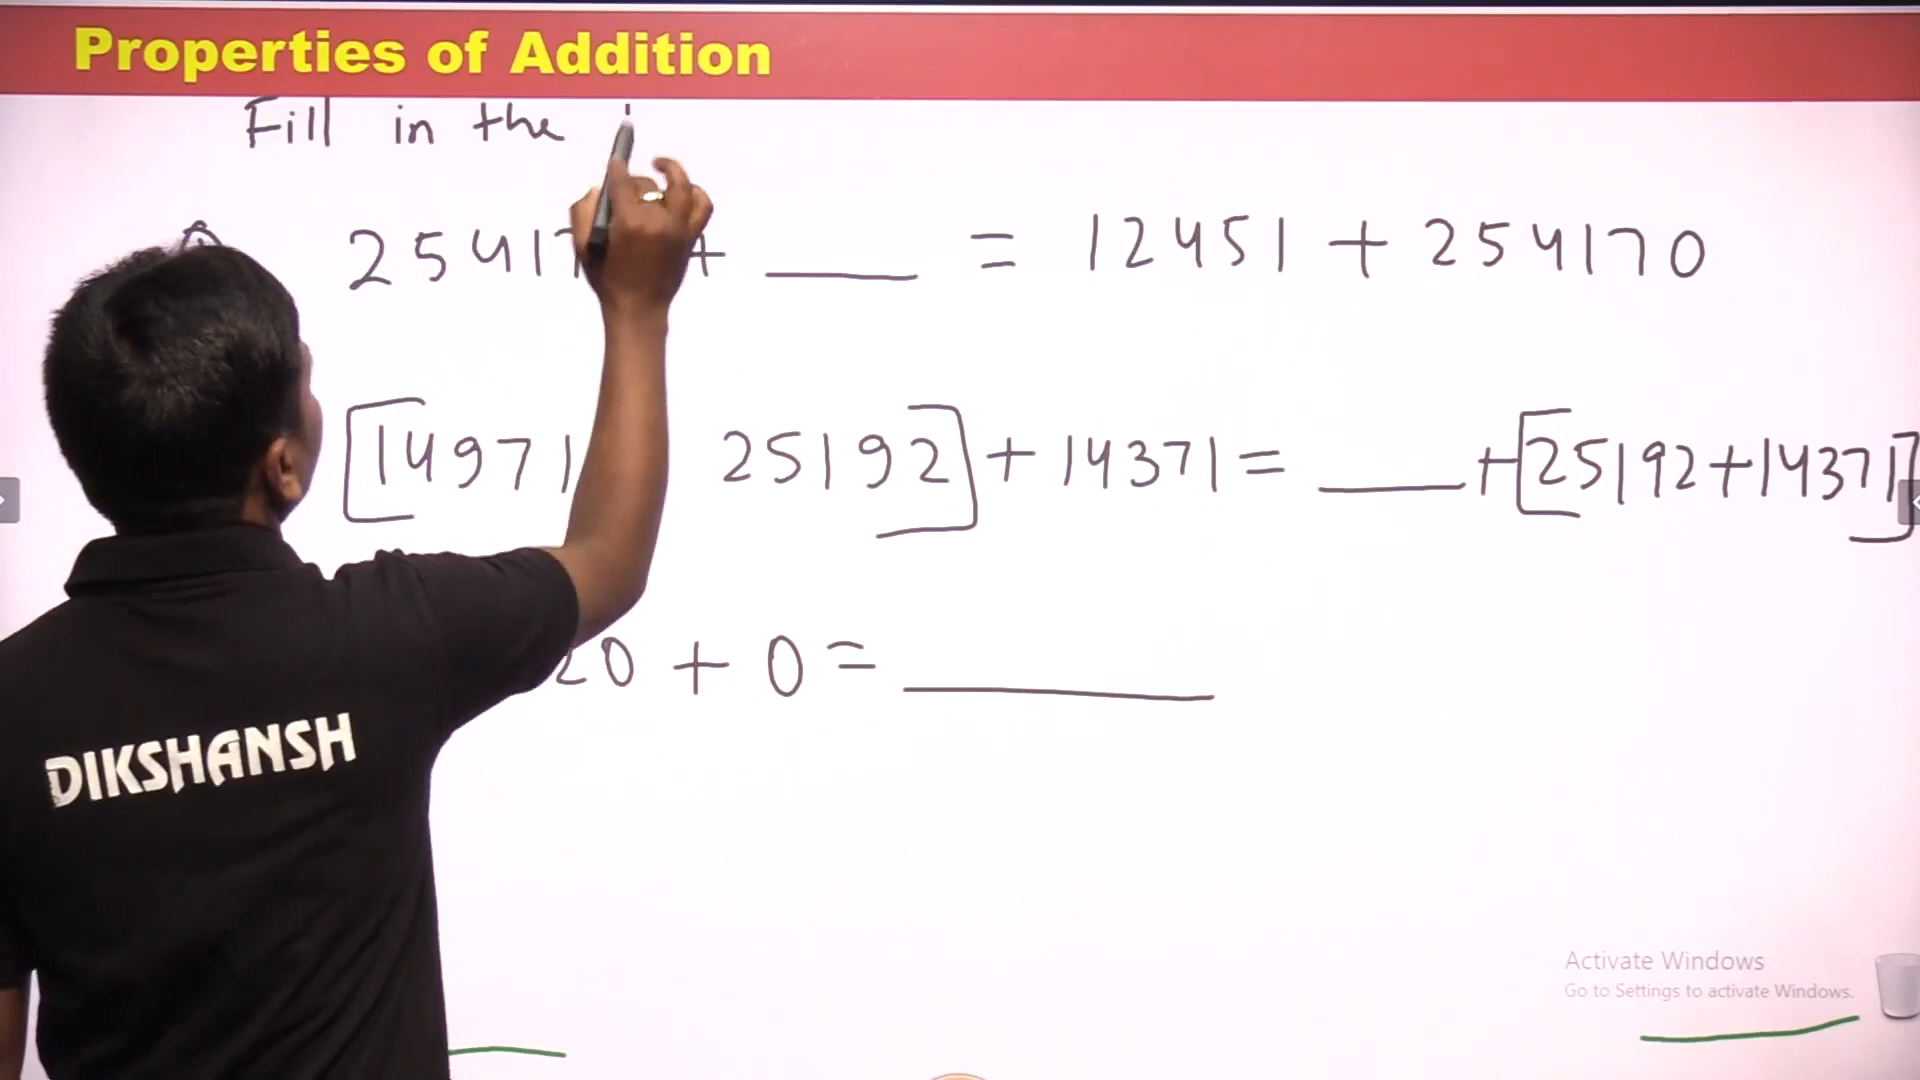 Properties of Addition
Fill in the
25417 + ___ = 12451 + 254170
[14971 25192] + 14371 = ___ + [25192+14371]
20 + 0 = ___
DIKSHANSH
Activate Windows
Go to Settings to activate Windows.